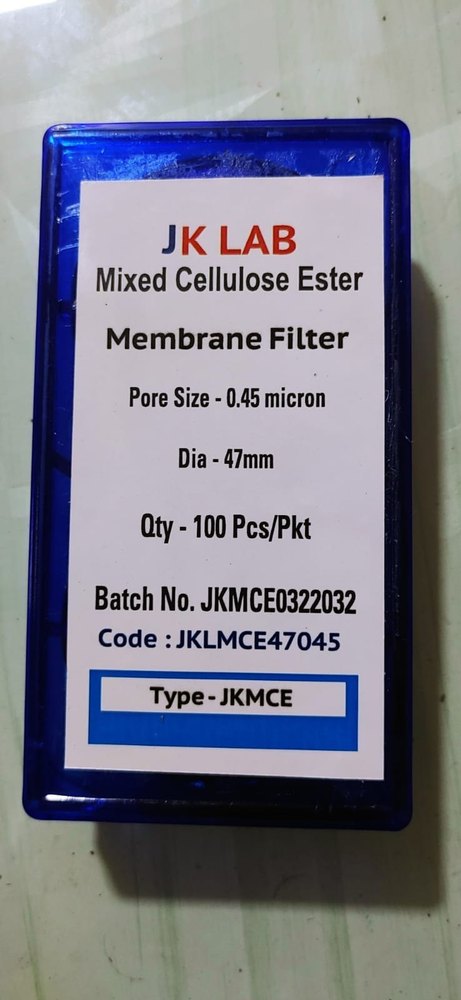 JK LAB
Mixed Cellulose Ester
Membrane Filter
Pore Size - 0.45 micron
Dia - 47mm
Qty - 100 Pcs/Pkt
Batch No. JKMCE0322032
Code : JKLMCE47045
Type - JKMCE